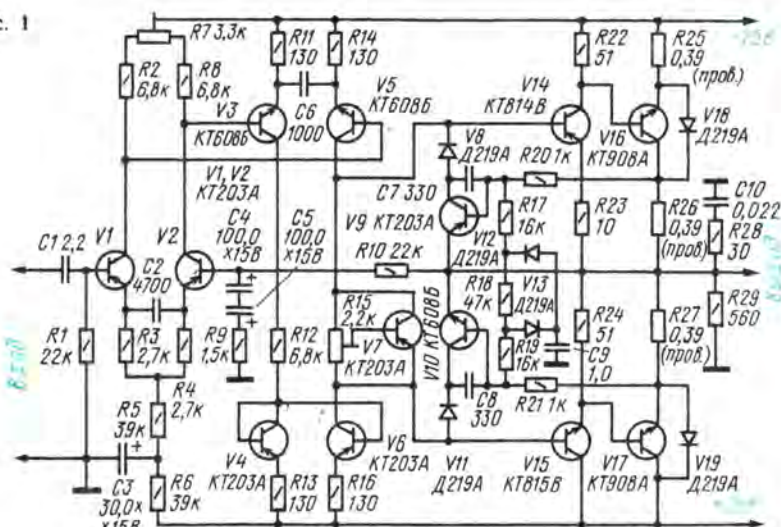 с. 1
R7 3,3к
R2
6,8к
R8
6,8к
R11
130
R14
130
V3
КТ608Б
C6
1000
V5
КТ608Б
V1, V2
КТ203А
V14
КТ814В
R22
51
R25
0,39
(пров.)
V16
КТ908А
V18
Д219А
V8
Д219А
R20 1к
C7 330
V9 КТ203А
R17
16к
V12
Д219А
R23
10
R26
0,39
(пров)
C10
0,022
R28
30
C1 2,2
V1
V2
C2
4700
C4
100,0
×15В
C5
100,0
×15В
R10 22к
R18
47к
V13
Д219А
R1
22к
R3
2,7к
R9
1,5к
R12
6,8к
R15
2,2к
V7
КТ203А
V10 КТ608Б
R19
16к
C9
1,0
R24
51
R27
0,39
(пров.)
R29
560
Вход
R4
2,7к
R5
39к
C8
330
R21 1к
C3
30,0×
×15В
R6
39к
V4
КТ203А
R13
130
V6
КТ203А
R16
130
V11
Д219А
V15
КТ815В
V17
КТ908А
V19
Д219А